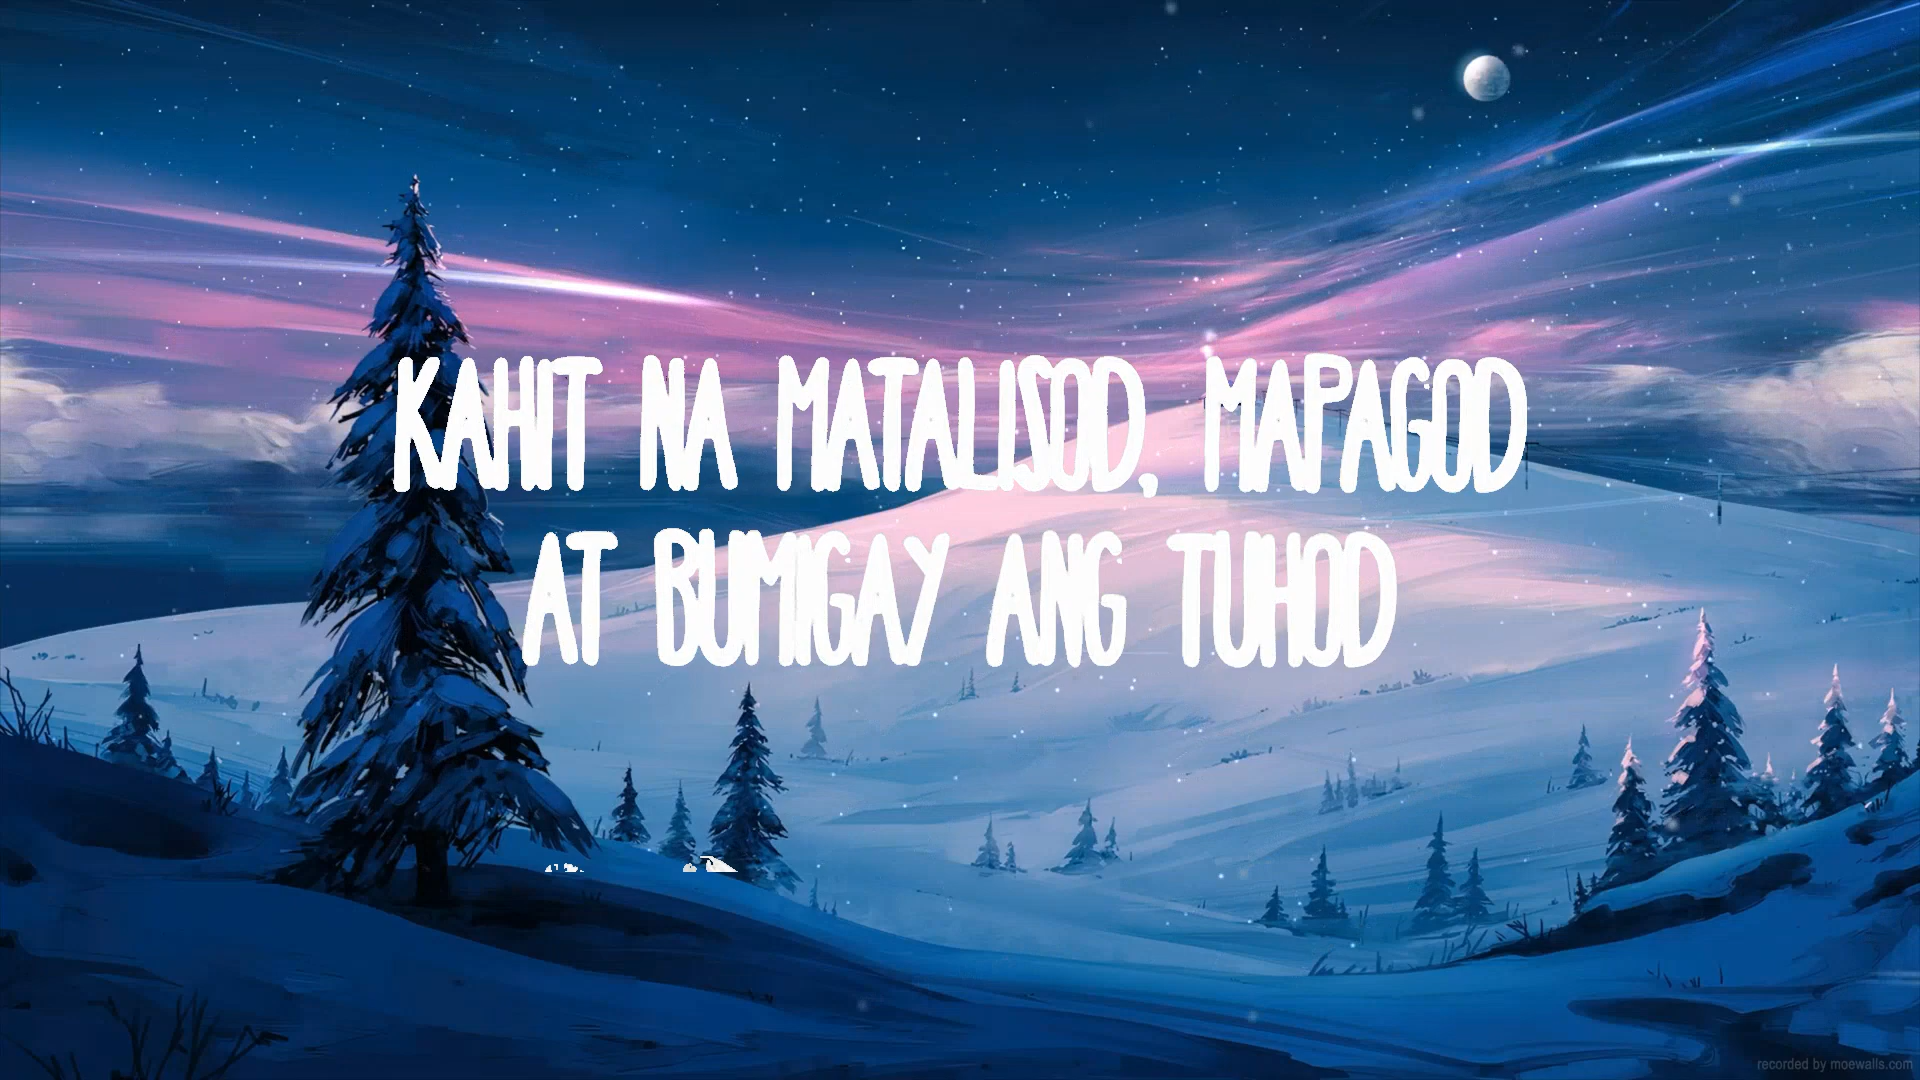 KAHIT NA MATALISOD, MAPAGOD
AT BUMIGAY ANG TUHOD
recorded by moewalls.com